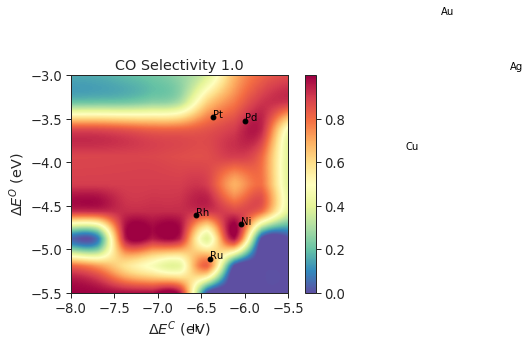 Au
CO Selectivity 1.0
Ag
−3.0
−3.5
−4.0
−4.5
−5.0
−5.5
ΔE^O (eV)
Pt
Pd
Cu
Rh
Ni
Ru
0.8
0.6
0.4
0.2
0.0
−8.0 −7.5 −7.0 −6.5 −6.0 −5.5
ΔE^C (eV)